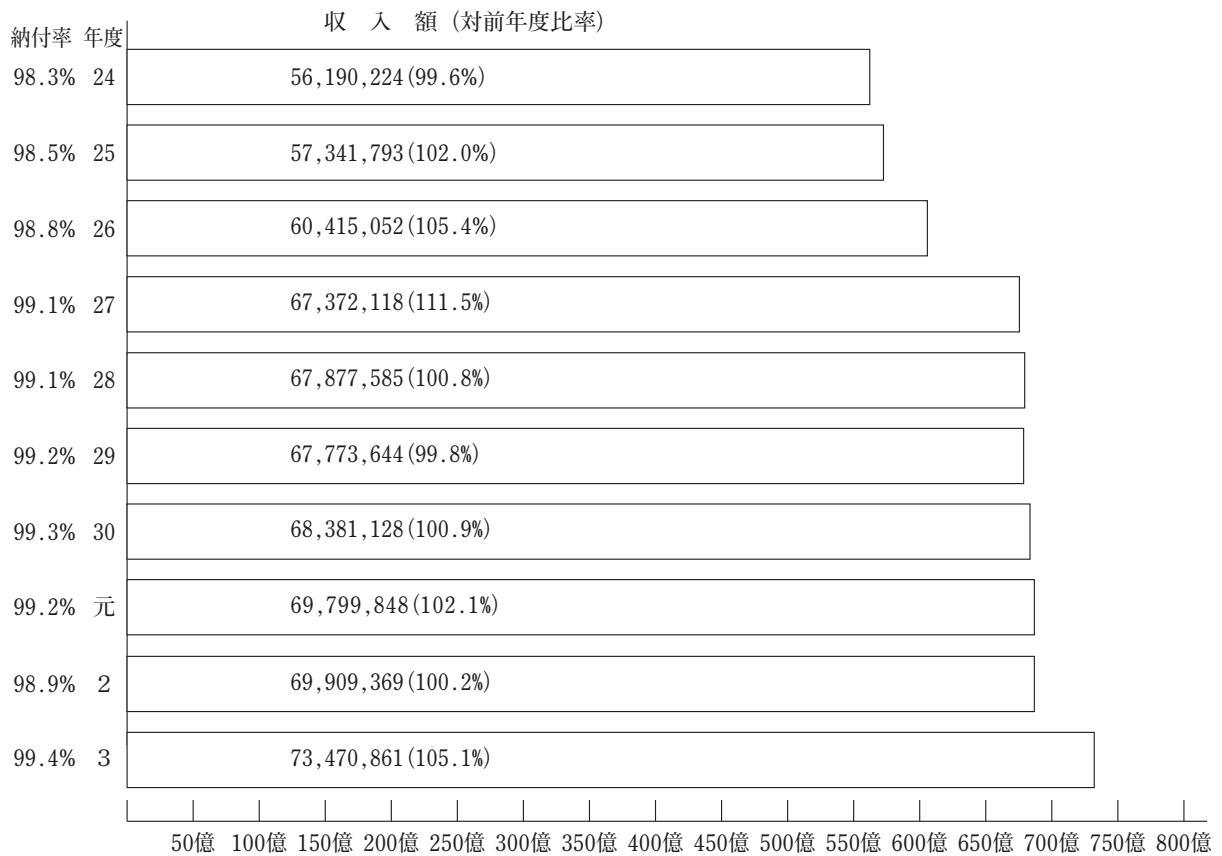 収　入　額（対前年度比率）
納付率 年度
98.3% 24 56,190,224(99.6%)
98.5% 25 57,341,793(102.0%)
98.8% 26 60,415,052(105.4%)
99.1% 27 67,372,118(111.5%)
99.1% 28 67,877,585(100.8%)
99.2% 29 67,773,644(99.8%)
99.3% 30 68,381,128(100.9%)
99.2% 元 69,799,848(102.1%)
98.9% 2 69,909,369(100.2%)
99.4% 3 73,470,861(105.1%)
50億 100億 150億 200億 250億 300億 350億 400億 450億 500億 550億 600億 650億 700億 750億 800億